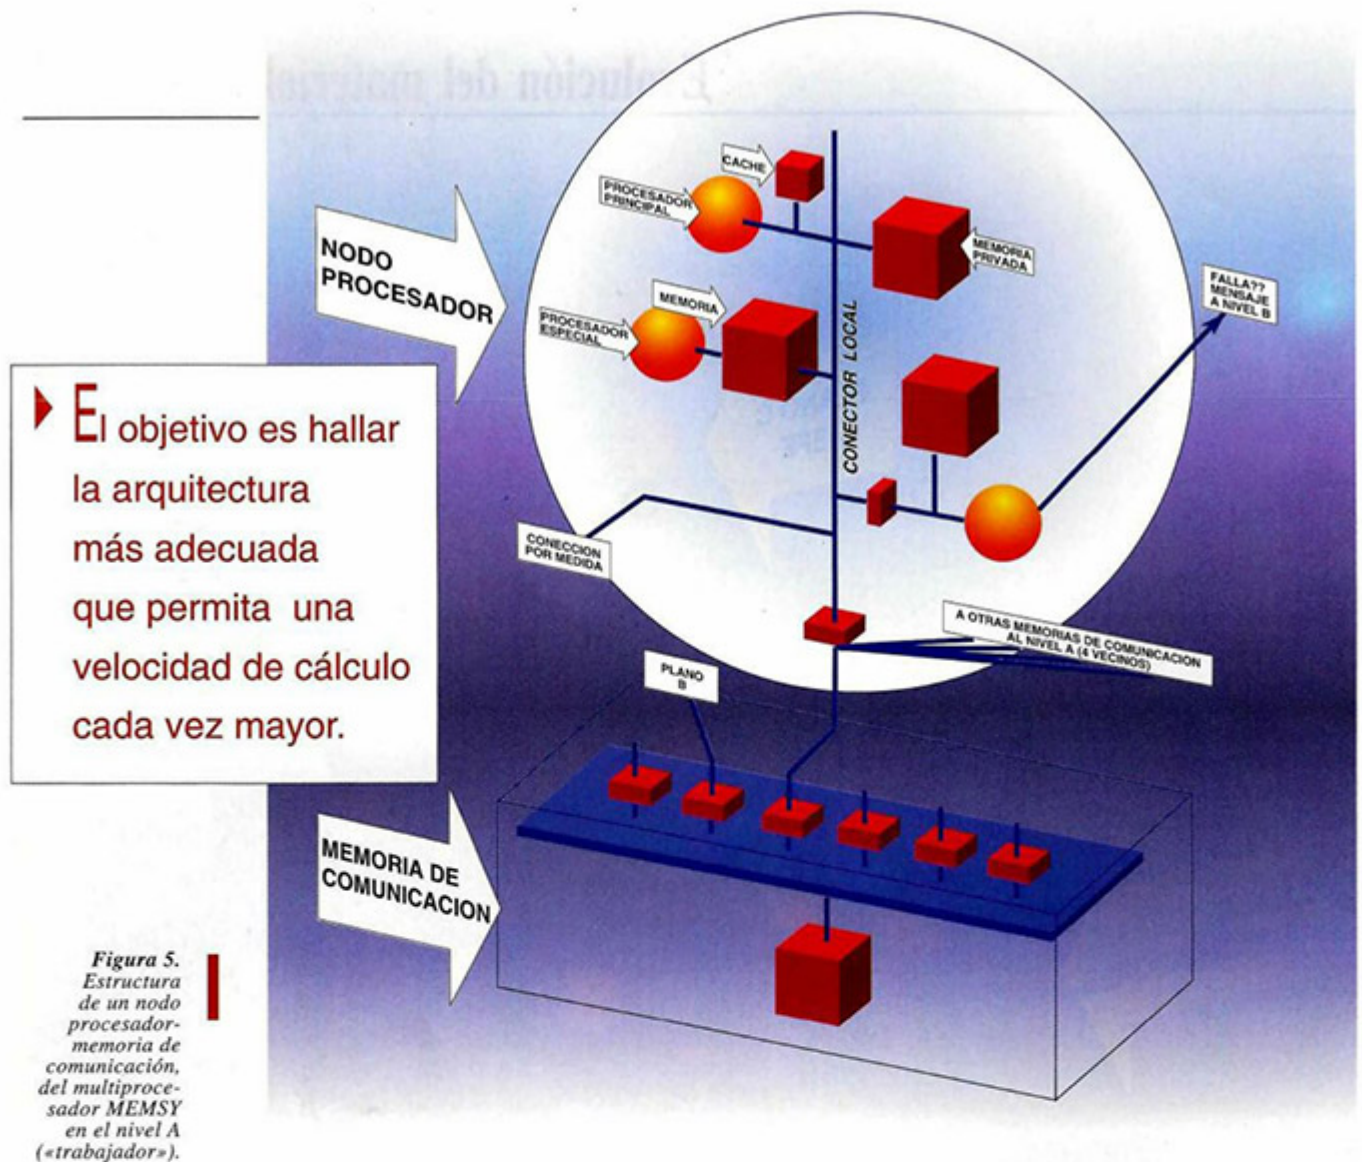 Evolución del material
CACHE
PROCESADOR
PRINCIPAL
MEMORIA
PRIVADA
NODO
PROCESADOR
MEMORIA
PROCESADOR
ESPECIAL
FALLA??
MENSAJE
A NIVEL B
CONECTOR LOCAL
El objetivo es hallar
la arquitectura
más adecuada
que permita una
velocidad de cálculo
cada vez mayor.
CONECCION
POR MEDIDA
A OTRAS MEMORIAS DE COMUNICACION
AL NIVEL A (4 VECINOS)
PLANO
B
MEMORIA DE
COMUNICACION
Figura 5.
Estructura
de un nodo
procesador-
memoria de
comunicación,
del multiproce-
sador MEMSY
en el nivel A
(«trabajador»).